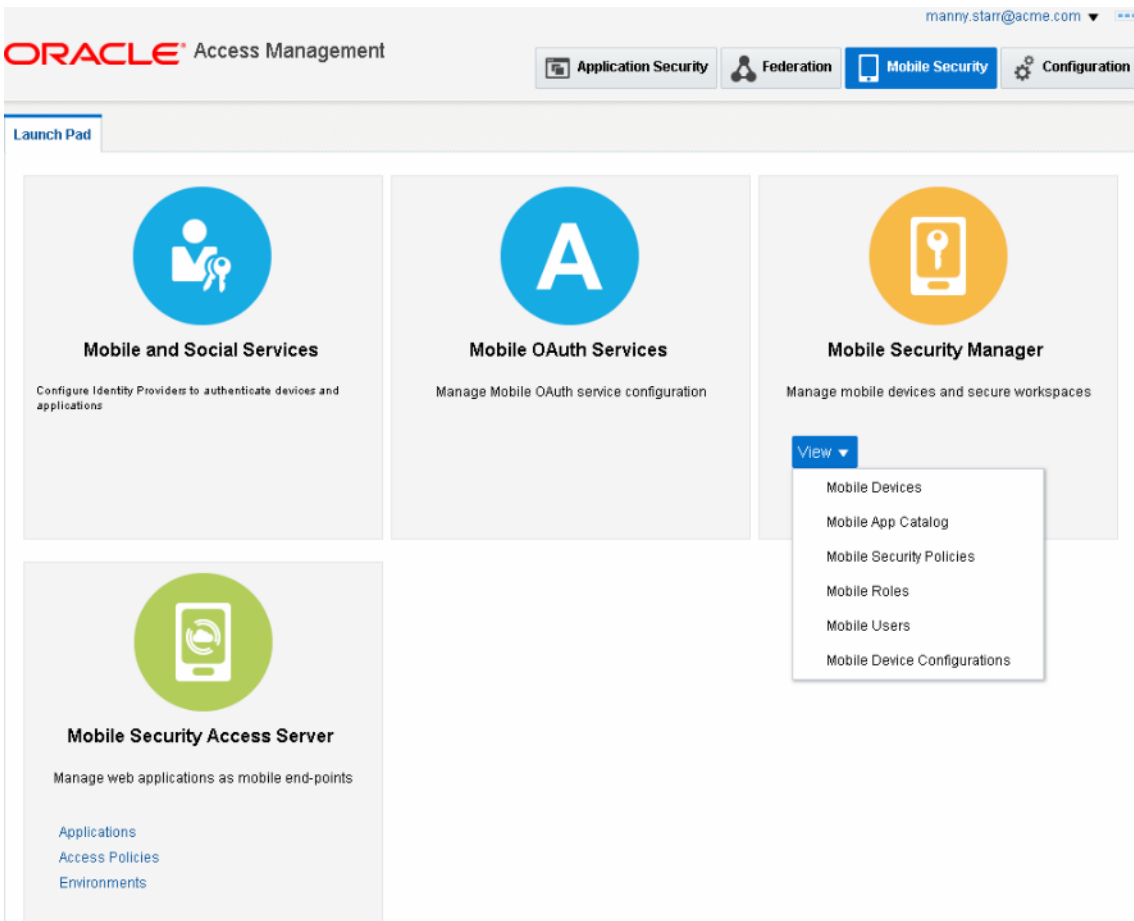 manny.starr@acme.com
ORACLE Access Management
Application Security
Federation
Mobile Security
Configuration
Launch Pad
Mobile and Social Services
Configure Identity Providers to authenticate devices and
applications
A
Mobile OAuth Services
Manage Mobile OAuth service configuration
Mobile Security Manager
Manage mobile devices and secure workspaces
View
Mobile Devices
Mobile App Catalog
Mobile Security Policies
Mobile Roles
Mobile Users
Mobile Device Configurations
Mobile Security Access Server
Manage web applications as mobile end-points
Applications
Access Policies
Environments